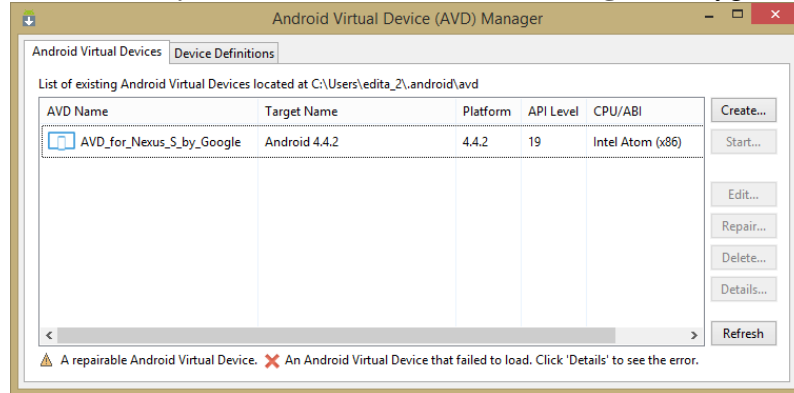 Android Virtual Device (AVD) Manager
Android Virtual Devices Device Definitions
List of existing Android Virtual Devices located at C:\Users\edita_2\.android\avd
AVD Name Target Name Platform API Level CPU/ABI Create...
AVD_for_Nexus_S_by_Google Android 4.4.2 4.4.2 19 Intel Atom (x86) Start...
Edit...
Repair...
Delete...
Details...
Refresh
A repairable Android Virtual Device. An Android Virtual Device that failed to load. Click 'Details' to see the error.